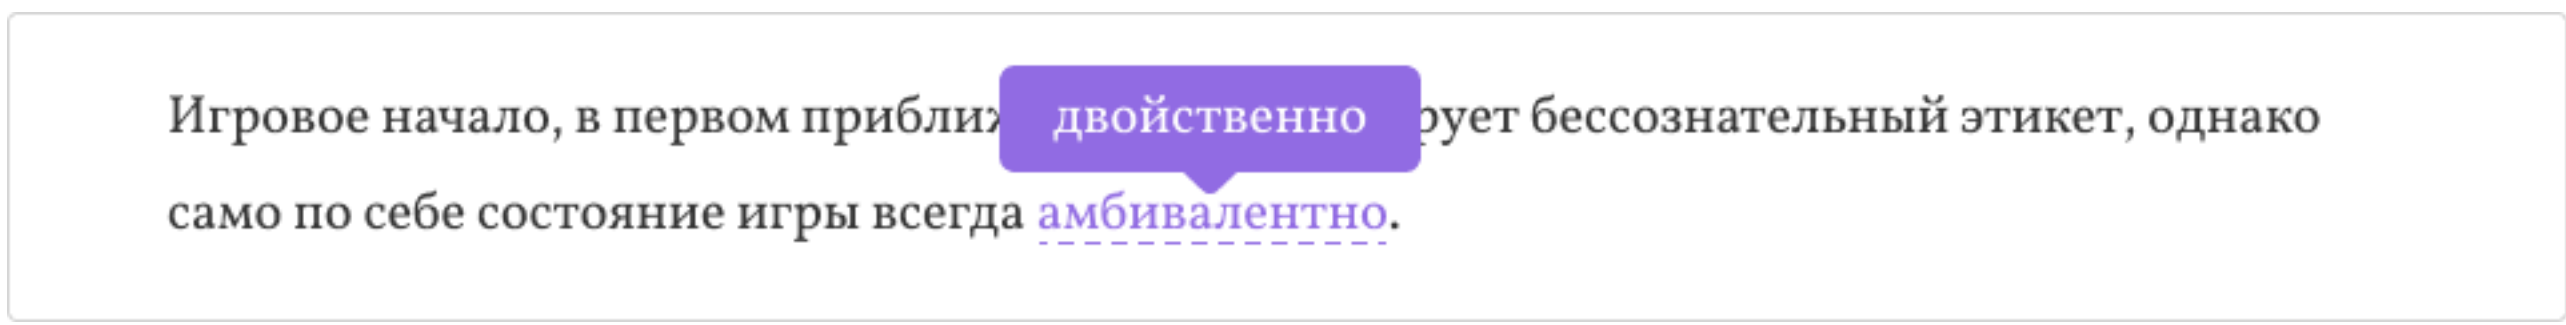 двойственно
Игровое начало, в первом бессознательный этикет, однако
само по себе состояние игры всегда амбивалентно.